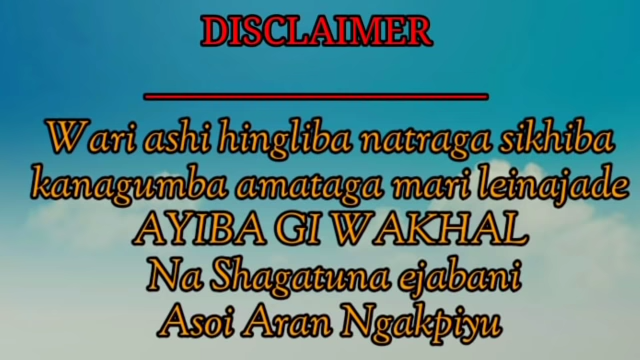 DISCLAIMER
Wari ashi hingliba natraga sikhiba
kanagumba amataga mari leinajade
AYIBA GI WAKHAL
Na Shagatuna ejabani
Asoi Aran Ngakpiyu